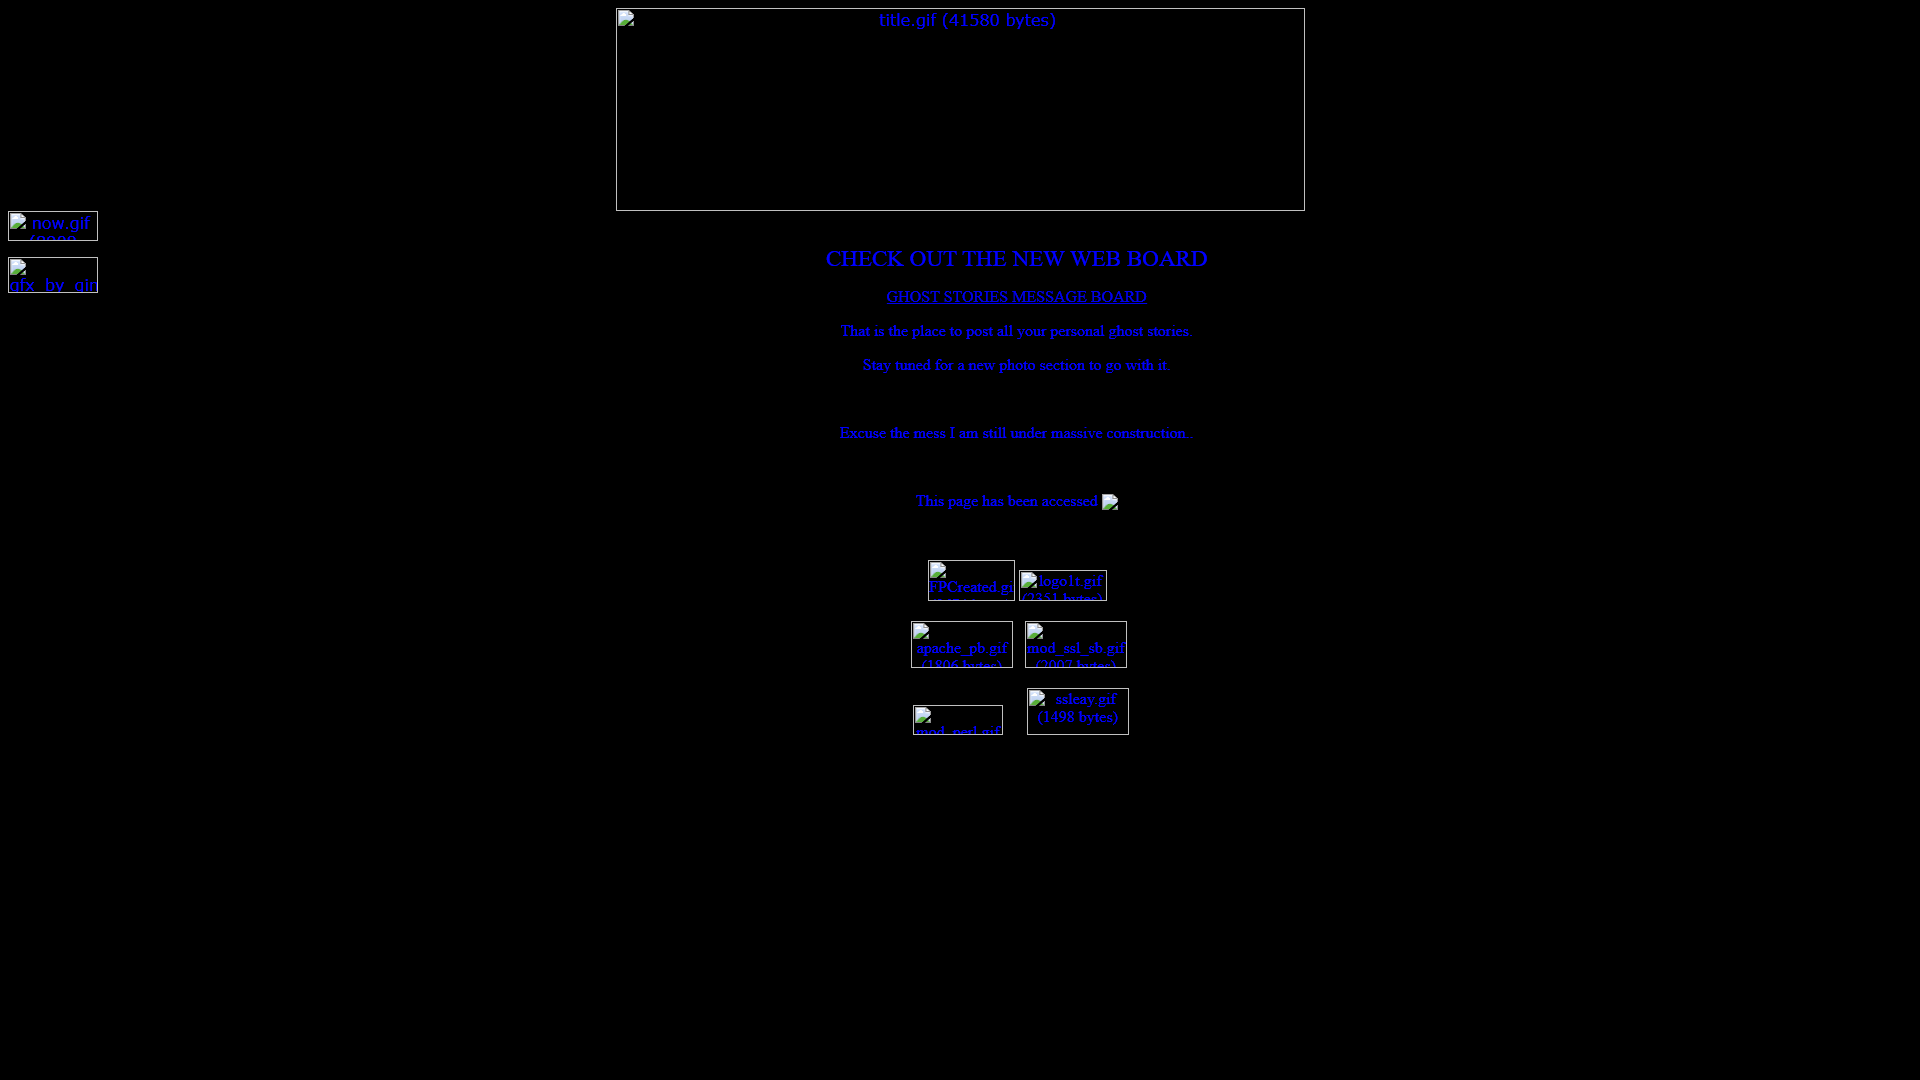 title.gif (41580 bytes)
now.gif
gfx_by_gim
CHECK OUT THE NEW WEB BOARD
GHOST STORIES MESSAGE BOARD
That is the place to post all your personal ghost stories.
Stay tuned for a new photo section to go with it.
Excuse the mess I am still under massive construction..
This page has been accessed
FPCreated.gi
logo1t.gif
(2351 bytes)
apache_pb.gif
(1806 bytes)
mod_ssl_sb.gif
(2007 bytes)
mod_perl.gif
ssleay.gif
(1498 bytes)